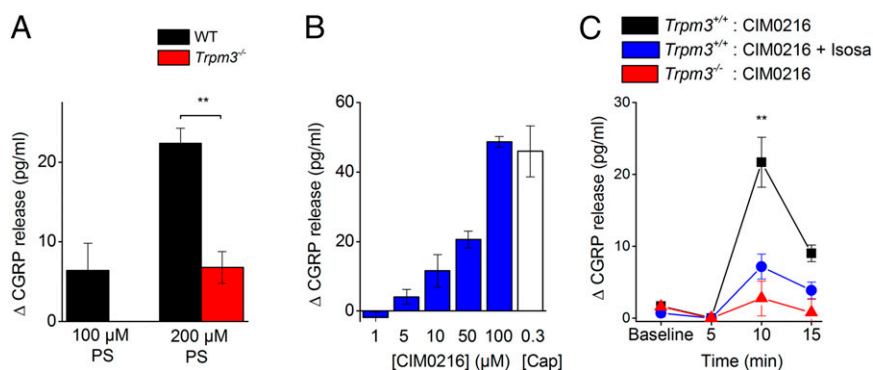 A
WT
Trpm3-/-
Δ CGRP release (pg/ml)
20
10
0
**
100 µM
PS
200 µM
PS
B
Δ CGRP release (pg/ml)
60
40
20
0
1 5 10 50 100 0.3
[CIM0216] (µM) [Cap]
C
Trpm3+/+ : CIM0216
Trpm3+/+ : CIM0216 + Isosa
Trpm3-/- : CIM0216
Δ CGRP release (pg/ml)
30
20
10
0
**
Baseline 5 10 15
Time (min)